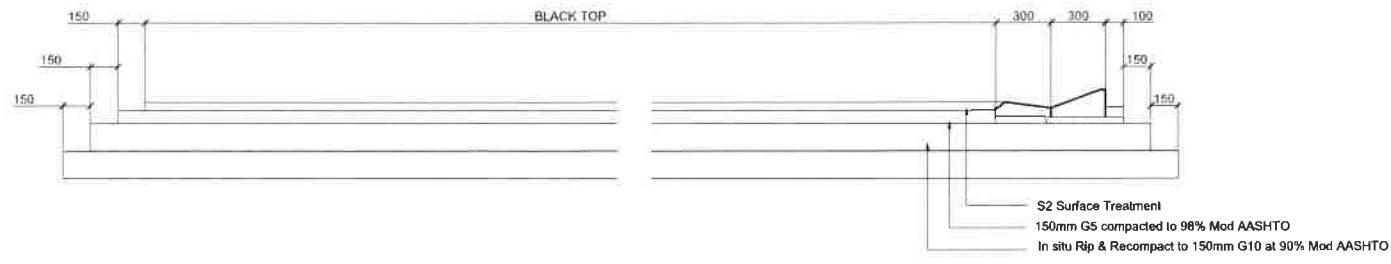 150 BLACK TOP 300 300 100
150 150
150 150
S2 Surface Treatment
150mm G5 compacted to 98% Mod AASHTO
In situ Rip & Recompact to 150mm G10 at 90% Mod AASHTO